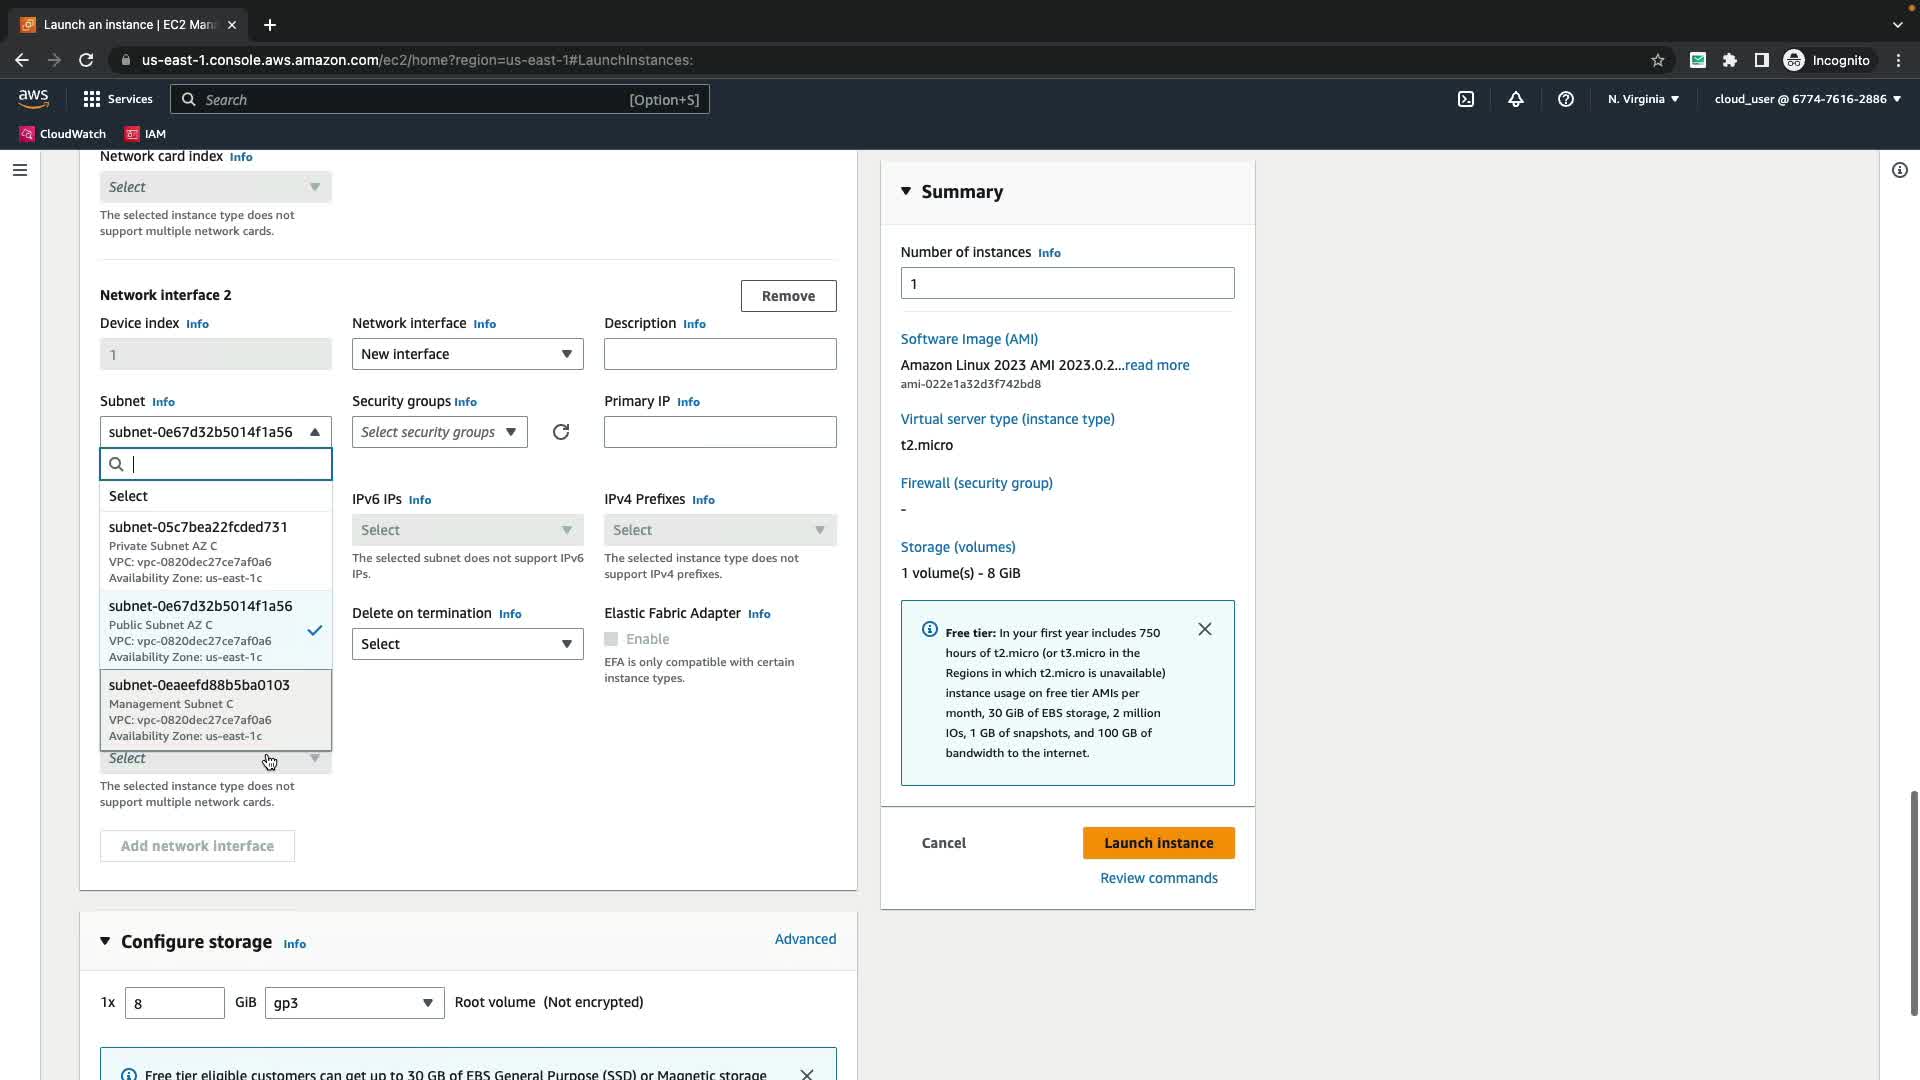 Launch an instance | EC2 Man
us-east-1.console.aws.amazon.com/ec2/home?region=us-east-1#LaunchInstances:
Incognito
aws
Services
Search
[Option+S]
N. Virginia
cloud_user @ 6774-7616-2886
CloudWatch
IAM
Network card index Info
Select
The selected instance type does not
support multiple network cards.
Network interface 2
Remove
Device index Info
1
Network interface Info
New interface
Description Info
Subnet Info
subnet-0e67d32b5014f1a56
Security groups Info
Select security groups
Primary IP Info
Select
subnet-05c7bea22fcded731
Private Subnet AZ C
VPC: vpc-0820dec27ce7af0a6
Availability Zone: us-east-1c
subnet-0e67d32b5014f1a56
Public Subnet AZ C
VPC: vpc-0820dec27ce7af0a6
Availability Zone: us-east-1c
subnet-0eaeefd88b5ba0103
Management Subnet C
VPC: vpc-0820dec27ce7af0a6
Availability Zone: us-east-1c
IPv6 IPs Info
Select
The selected subnet does not support IPv6
IPs.
IPv4 Prefixes Info
Select
The selected instance type does not
support IPv4 prefixes.
Delete on termination Info
Select
Elastic Fabric Adapter Info
Enable
EFA is only compatible with certain
instance types.
Select
The selected instance type does not
support multiple network cards.
Add network interface
Configure storage Info
Advanced
1x
8
GiB
gp3
Root volume (Not encrypted)
Free tier eligible customers can get up to 30 GB of EBS General Purpose (SSD) or Magnetic storage
Summary
Number of instances Info
1
Software Image (AMI)
Amazon Linux 2023 AMI 2023.0.2...read more
ami-022e1a32d3f742bd8
Virtual server type (instance type)
t2.micro
Firewall (security group)
-
Storage (volumes)
1 volume(s) - 8 GiB
Free tier: In your first year includes 750
hours of t2.micro (or t3.micro in the
Regions in which t2.micro is unavailable)
instance usage on free tier AMIs per
month, 30 GiB of EBS storage, 2 million
IOs, 1 GB of snapshots, and 100 GB of
bandwidth to the internet.
Cancel
Launch instance
Review commands